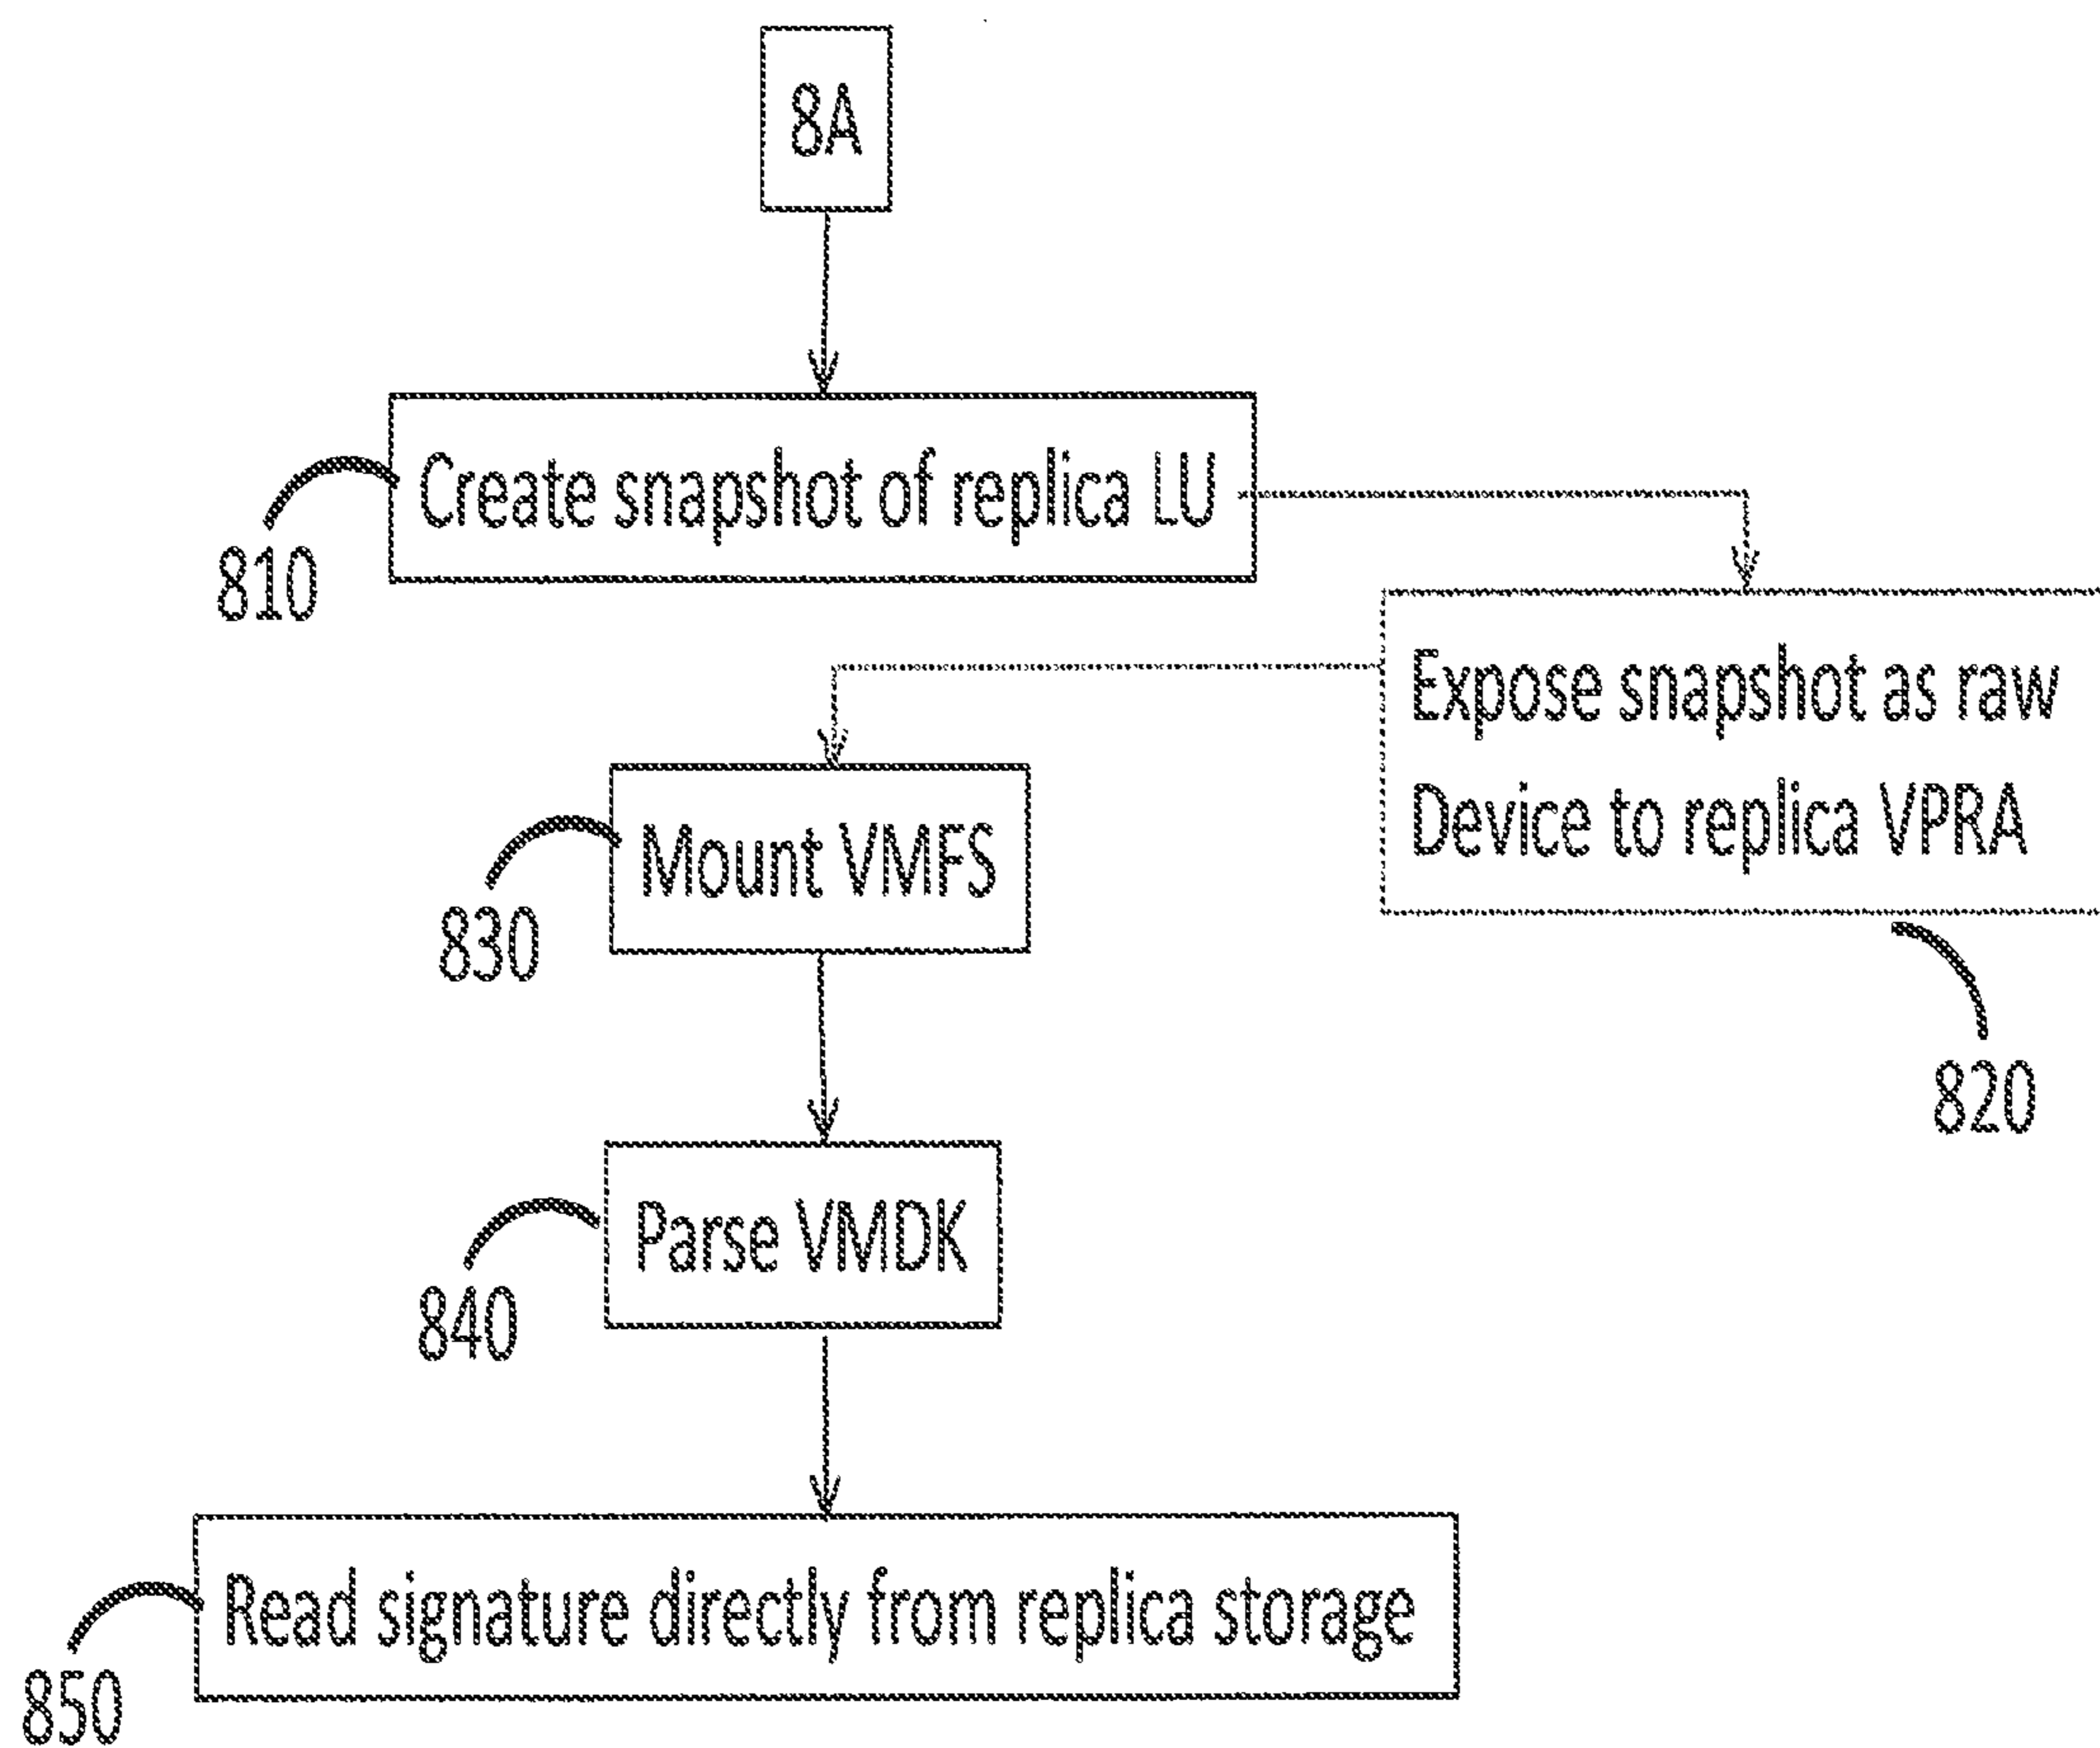 8A
Create snapshot of replica LU
810
Expose snapshot as raw
Device to replica VPRA
820
Mount VMFS
830
Parse VMDK
840
Read signature directly from replica storage
850